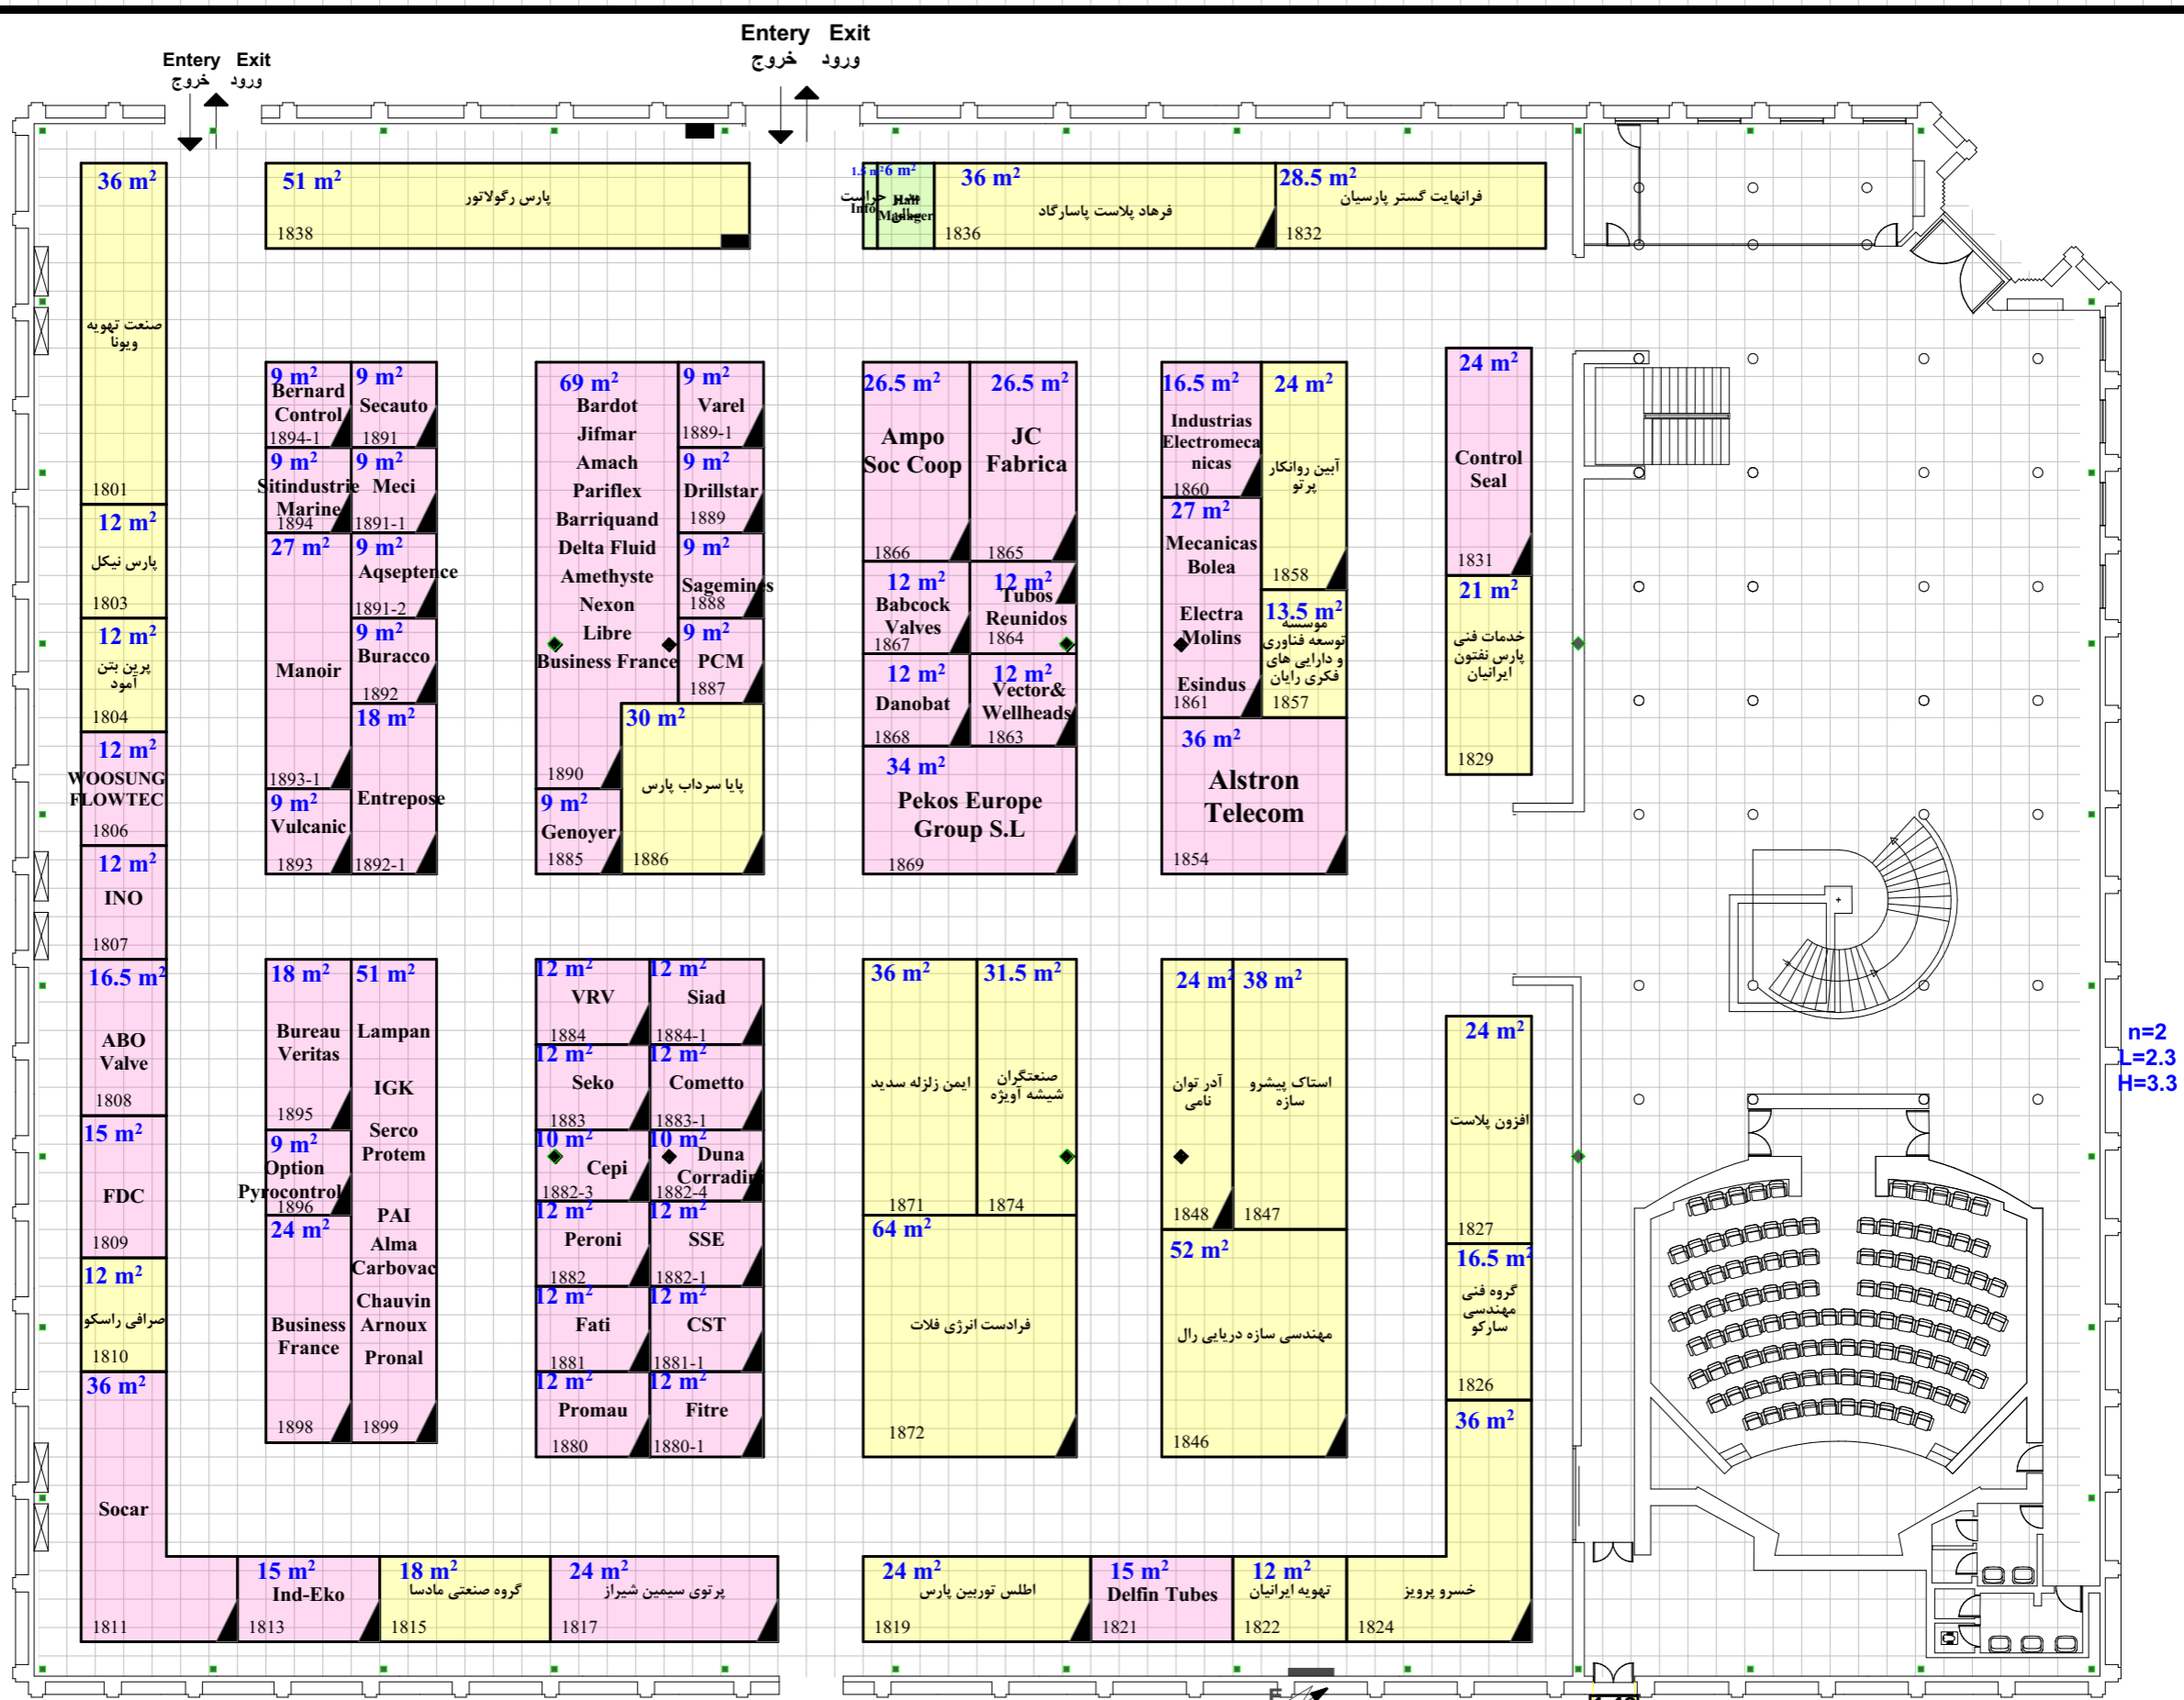 Entery Exit
خروج ورود
Entery Exit
خروج ورود
36 m²
صنعت تهویه
ویونا
1801
12 m²
پارس نیکل
1803
12 m²
پرین بتن
آمود
1804
12 m²
WOOSUNG
FLOWTEC
1806
12 m²
INO
1807
16.5 m²
ABO
Valve
1808
15 m²
FDC
1809
12 m²
صرافی راسکو
1810
36 m²
Socar
1811
51 m²
پارس رگولاتور
1838
1.5 m²
Info
6 m²
Hall
Manager
36 m²
فرهاد پلاست پاسارگاد
1836
28.5 m²
فرانهایت گستر پارسیان
1832
9 m²
Bernard
Control
1894-1
9 m²
Secauto
1891
9 m²
Sitindustrie
Marine
1894
9 m²
Meci
1891-1
27 m²
Manoir
1893-1
9 m²
Aqseptence
1891-2
9 m²
Buracco
1892
18 m²
Entrepose
1892-1
9 m²
Vulcanic
1893
69 m²
Bardot
Jifmar
Amach
Pariflex
Barriquand
Delta Fluid
Amethyste
Nexon
Libre
Business France
1890
9 m²
Varel
1889-1
9 m²
Drillstar
1889
9 m²
Sagemines
1888
9 m²
PCM
1887
30 m²
پایا سرداب پارس
1886
9 m²
Genoyer
1885
26.5 m²
Ampo
Soc Coop
1866
26.5 m²
JC
Fabrica
1865
12 m²
Babcock
Valves
1867
12 m²
Tubos
Reunidos
1864
12 m²
Danobat
1868
12 m²
Vector&
Wellheads
1863
34 m²
Pekos Europe
Group S.L
1869
16.5 m²
Industrias
Electromeca
nicas
1860
24 m²
آبین روانکار
پرتو
1858
27 m²
Mecanicas
Bolea
Electra
Molins
Esindus
1861
13.5 m²
موسسه
توسعه فناوری
و دارایی های
فکری رایان
1857
36 m²
Alstron
Telecom
1854
24 m²
Control
Seal
1831
21 m²
خدمات فنی
پارس نفتون
ایرانیان
1829
18 m²
Bureau
Veritas
1895
51 m²
Lampan
IGK
Serco
Protem
PAI
Alma
Carbovac
Chauvin
Arnoux
Pronal
1899
9 m²
Option
Pyrocontrol
1896
24 m²
Business
France
1898
12 m²
VRV
1884
12 m²
Siad
1884-1
12 m²
Seko
1883
12 m²
Cometto
1883-1
10 m²
Cepi
1882-3
10 m²
Duna
Corradini
1882-4
12 m²
Peroni
1882
12 m²
SSE
1882-1
12 m²
Fati
1881
12 m²
CST
1881-1
12 m²
Promau
1880
12 m²
Fitre
1880-1
36 m²
ایمن زلزله سدید
1871
31.5 m²
صنعتگران
شیشه آویژه
1874
64 m²
فرادست انرژی فلات
1872
24 m²
آدر توان
نامی
1848
38 m²
استاک پیشرو
سازه
1847
52 m²
مهندسی سازه دریایی رال
1846
24 m²
افزون پلاست
1827
16.5 m²
گروه فنی
مهندسی
سارکو
1826
36 m²
خسرو پرویز
1824
15 m²
Ind-Eko
1813
18 m²
گروه صنعتی مادسا
1815
24 m²
پرتوی سیمین شیراز
1817
24 m²
اطلس توربین پارس
1819
15 m²
Delfin Tubes
1821
12 m²
تهویه ایرانیان
1822
n=2
L=2.3
H=3.3